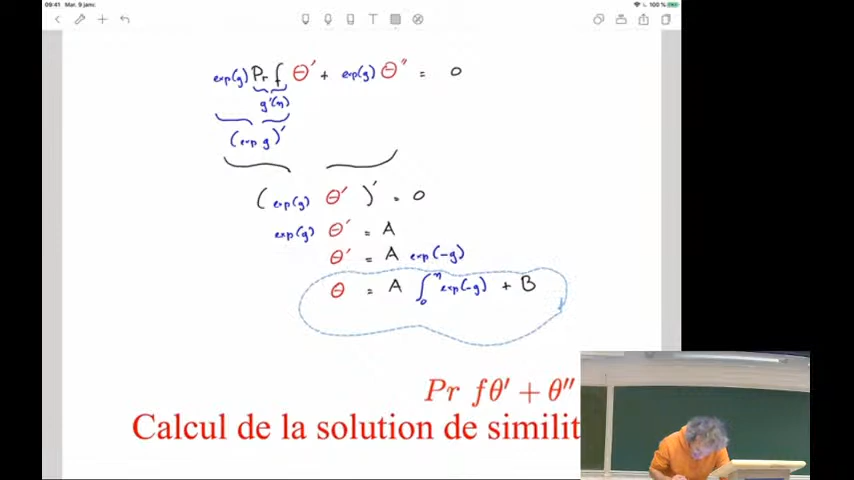 09:41 Mar. 9 janv.
100 %
T
exp(g) Pr f Θ' + exp(g) Θ'' = 0
g'(η)
(exp g)'
(exp(g) Θ')' = 0
exp(g) Θ' = A
Θ' = A exp(-g)
Θ = A ∫₀^η exp(-g) + B
Pr fθ' + θ''
Calcul de la solution de similit